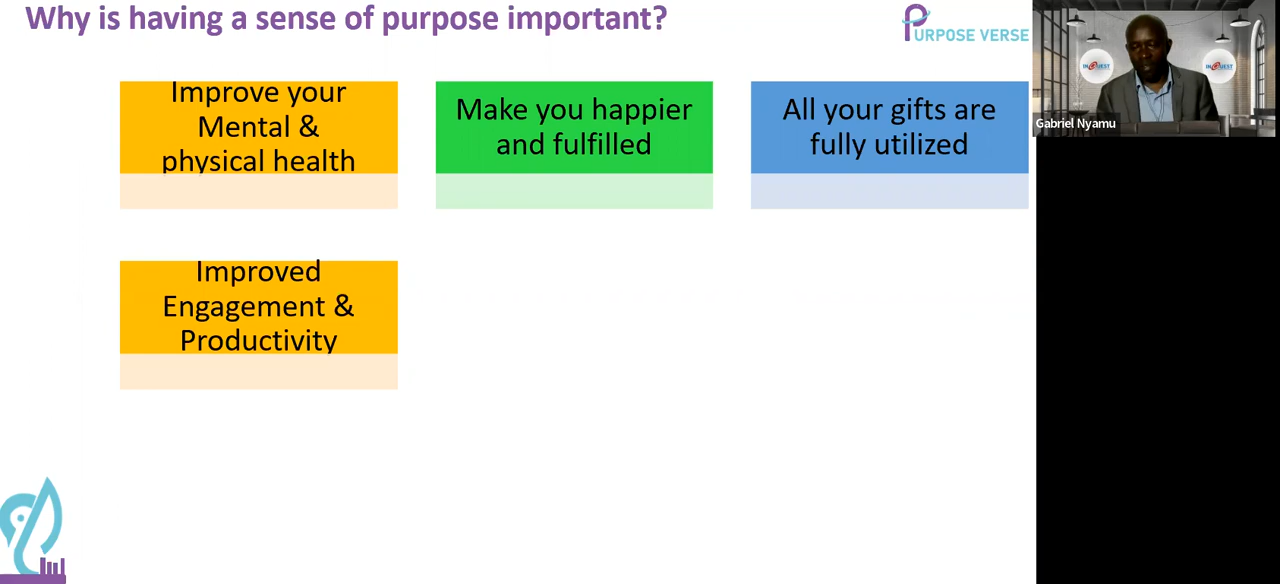 Why is having a sense of purpose important?
PURPOSE VERSE
Improve your
Mental &
physical health
Make you happier
and fulfilled
All your gifts are
fully utilized
Improved
Engagement &
Productivity
Gabriel Nyamu